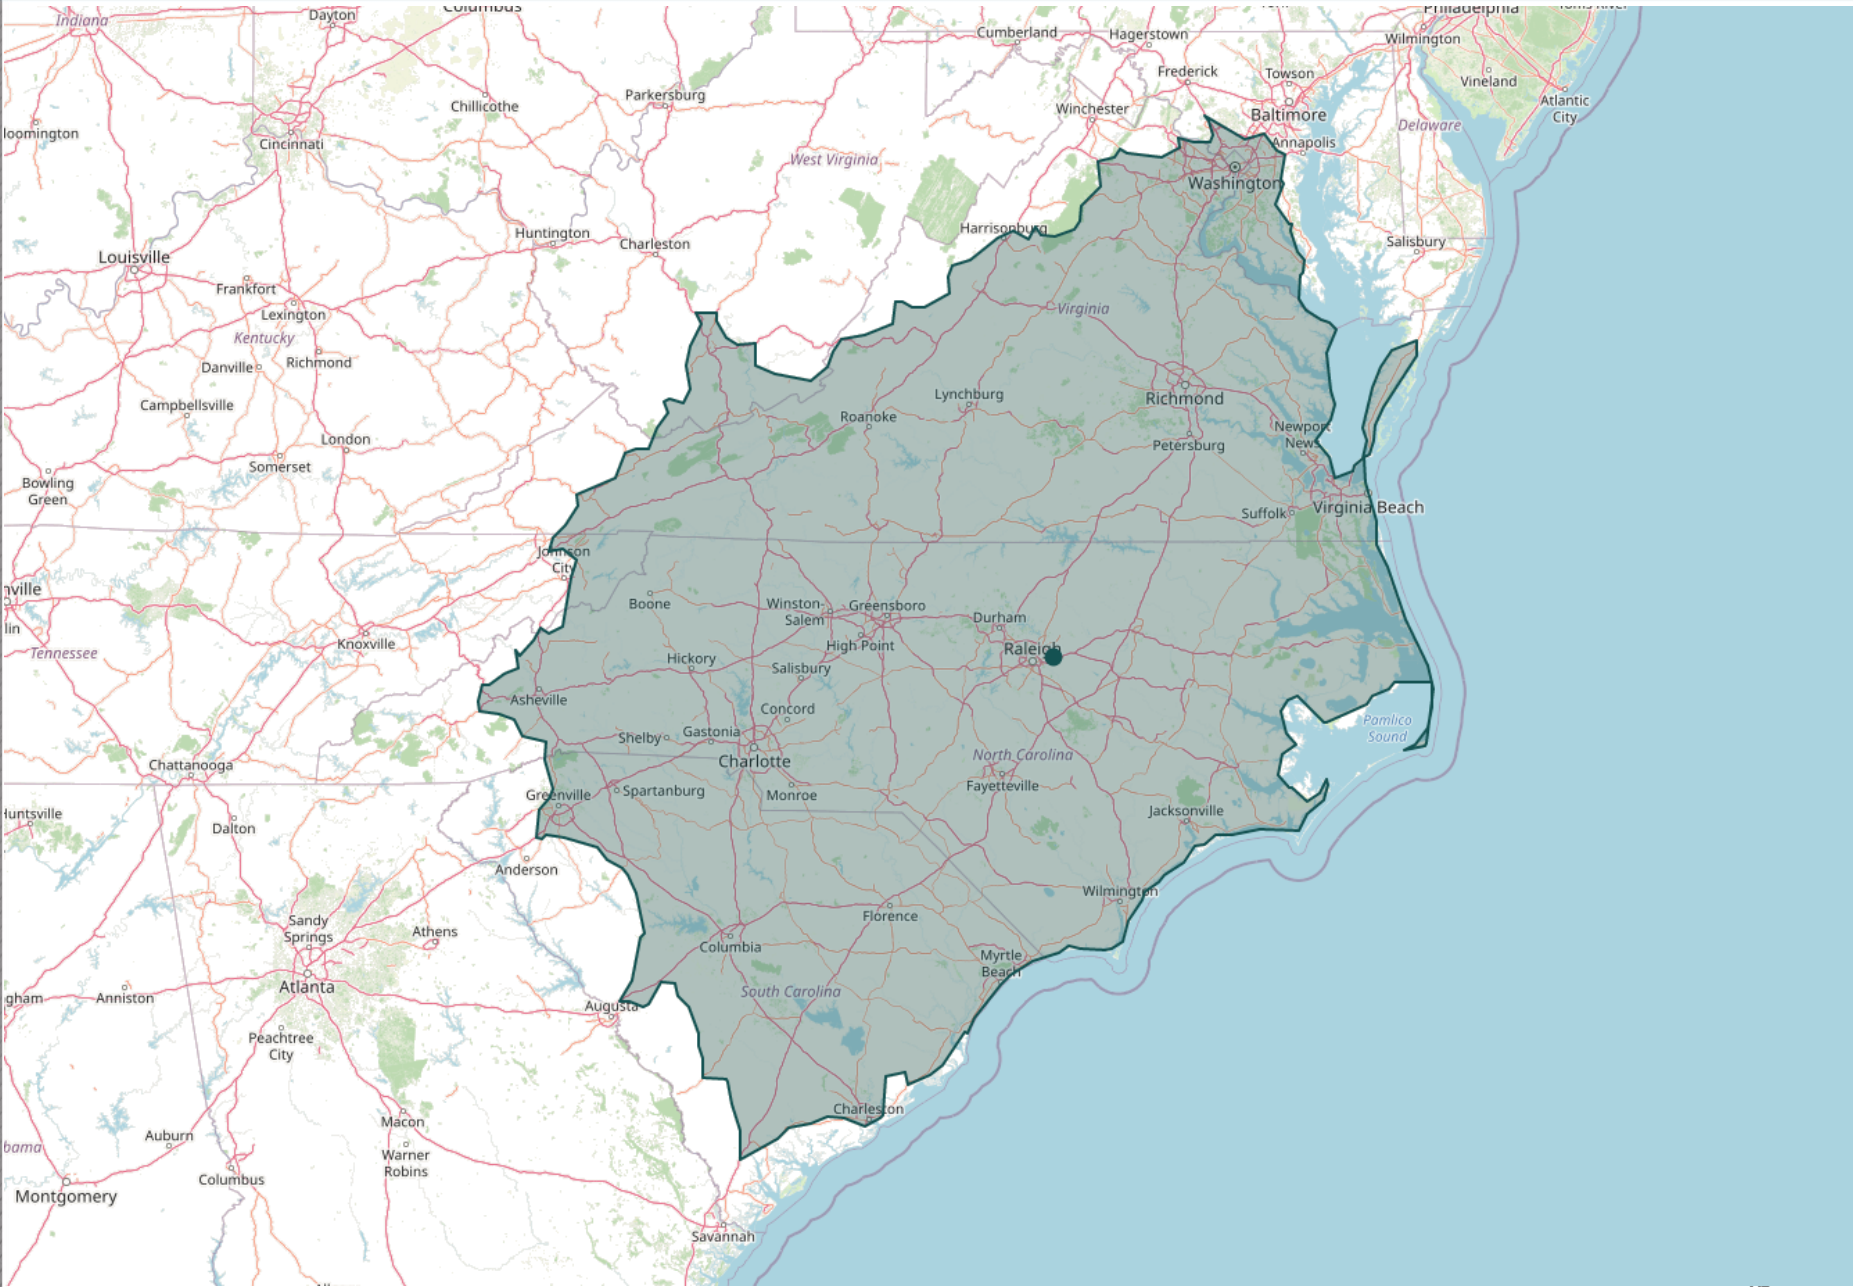 Indiana
Dayton
Columbus
Cumberland
Hagerstown
Philadelphia
Wilmington
Frederick
Towson
Vineland
Parkersburg
Chillicothe
Winchester
Baltimore
Atlantic
City
loomington
Cincinnati
West Virginia
Annapolis
Delaware
Washington
Huntington
Charleston
Harrisonburg
Salisbury
Louisville
Frankfort
Lexington
Virginia
Kentucky
Richmond
Danville
Campbellsville
Lynchburg
Richmond
Roanoke
London
Newport
News
Petersburg
Somerset
Bowling
Green
Suffolk
Virginia Beach
Johnson
City
ville
lin
Boone
Winston-
Salem
Greensboro
Durham
Knoxville
High Point
Raleigh
Tennessee
Hickory
Salisbury
Asheville
Concord
Pamlico
Sound
Shelby
Gastonia
Charlotte
North Carolina
Chattanooga
Greenville
Spartanburg
Monroe
Fayetteville
Jacksonville
Huntsville
Dalton
Anderson
Wilmington
Sandy
Springs
Athens
Florence
Columbia
Myrtle
Beach
Atlanta
gham
Anniston
Augusta
South Carolina
Peachtree
City
Charleston
Macon
Auburn
bama
Warner
Robins
Columbus
Montgomery
Savannah